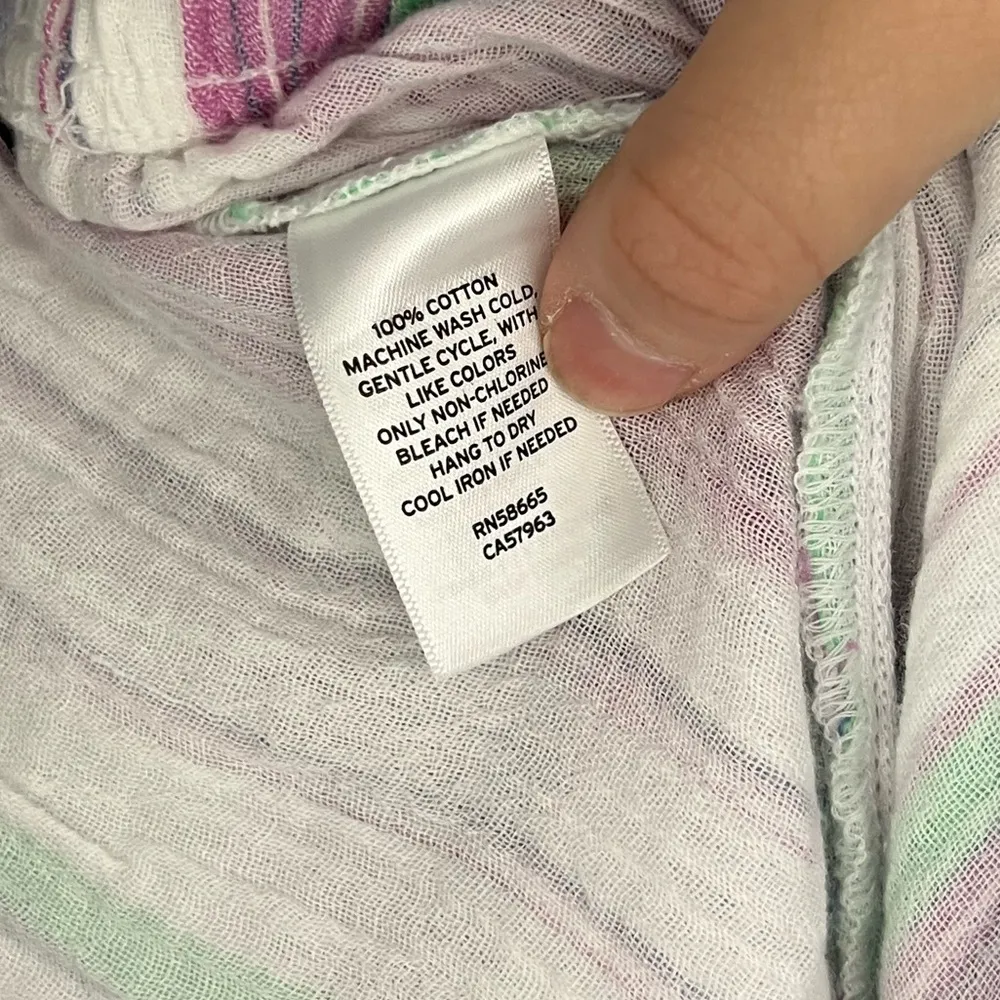 100% COTTON
MACHINE WASH COLD,
GENTLE CYCLE, WITH
LIKE COLORS
ONLY NON-CHLORINE
BLEACH IF NEEDED
HANG TO DRY
COOL IRON IF NEEDED
RN58665
CA57963